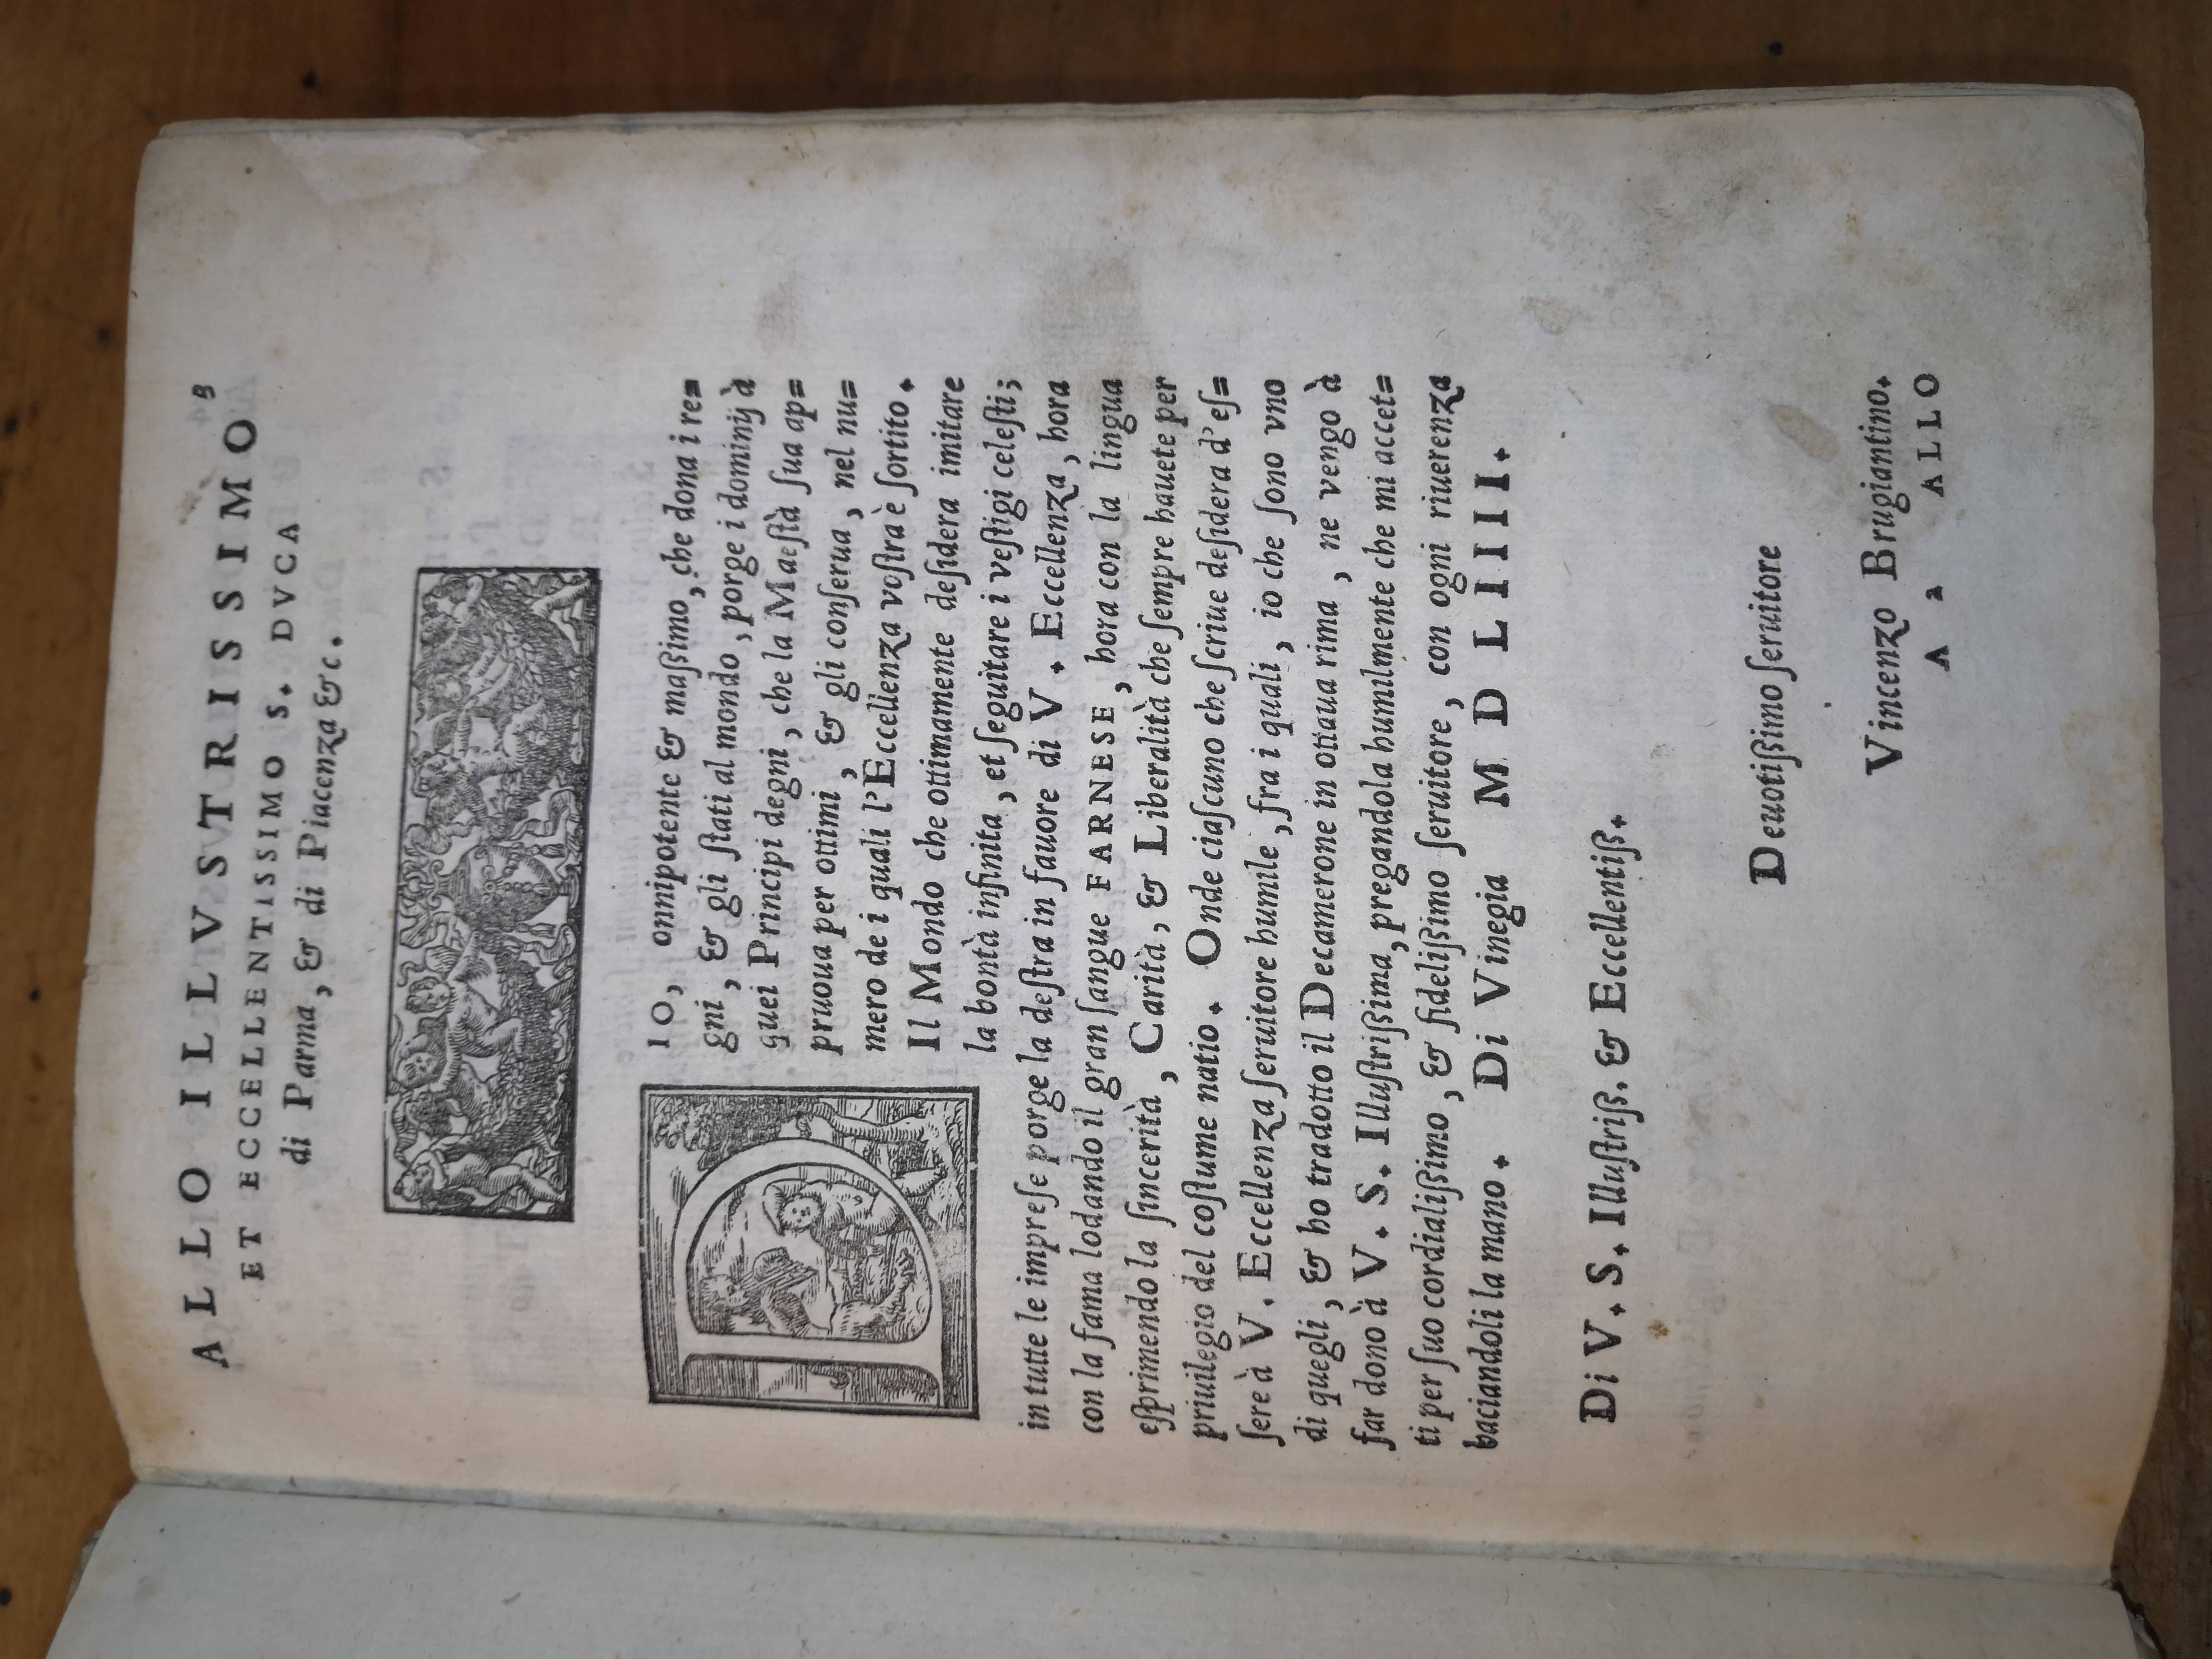 3
ALLO ILLVSTRISSIMO
ET ECCELLENTISSIMO S. DVCA
di Parma, & di Piacenza &c.
DIO, omnipotente & maßimo, che dona i re=
gni, & gli ſtati al mondo, porge i dominij à
quei Principi degni, che la Maeſtà ſua ap=
pruoua per ottimi, & gli conſerua, nel nu=
mero de i quali l'Eccellenza voſtra è ſortito.
Il Mondo che ottimamente deſidera imitare
la bontà infinita, et ſeguitare i veſtigi celeſti;
in tutte le impreſe porge la deſtra in fauore di V. Eccellenza, hora
con la fama lodando il gran ſangue FARNESE, hora con la lingua
eſprimendo la ſincerità, Carità, & Liberalità che ſempre hauete per
priuilegio del coſtume natio. Onde ciaſcuno che ſcriue deſidera d'eſ=
ſere à V. Eccellenza ſeruitore humile, fra i quali, io che ſono vno
di quegli, & ho tradotto il Decamerone in ottaua rima, ne vengo à
far dono à V. S. Illuſtrißima, pregandola humilmente che mi accet=
ti per ſuo cordialißimo, & fidelißimo ſeruitore, con ogni riuerenza
baciandoli la mano. Di Vinegia MDLIIII.
Di V. S. Illuſtriß. & Eccellentiß.
Deuotißimo ſeruitore
Vincenzo Brugiantino.
A 2 ALLO